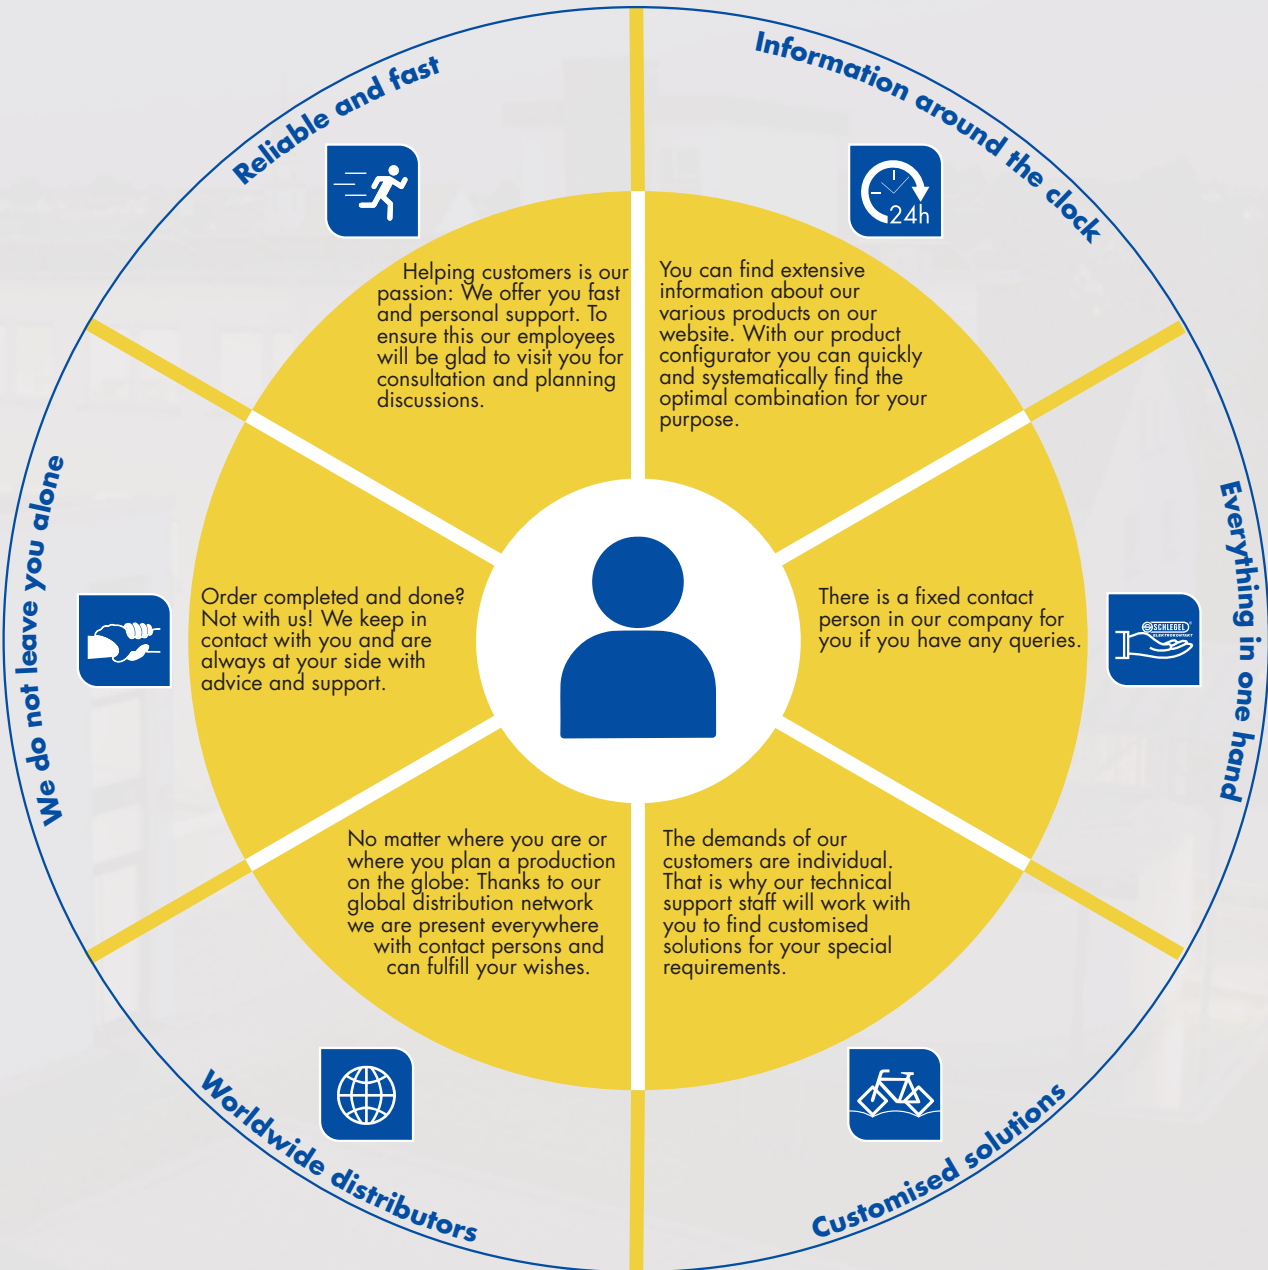 Reliable and fast
Helping customers is our
passion: We offer you fast
and personal support. To
ensure this our employees
will be glad to visit you for
consultation and planning
discussions.
Information around the clock
24h
You can find extensive
information about our
various products on our
website. With our product
configurator you can quickly
and systematically find the
optimal combination for your
purpose.
Everything in one hand
SCHLEGEL®
ELEKTROKONTAKT
There is a fixed contact
person in our company for
you if you have any queries.
Customised solutions
The demands of our
customers are individual.
That is why our technical
support staff will work with
you to find customised
solutions for your special
requirements.
Worldwide distributors
No matter where you are or
where you plan a production
on the globe: Thanks to our
global distribution network
we are present everywhere
with contact persons and
can fulfill your wishes.
We do not leave you alone
Order completed and done?
Not with us! We keep in
contact with you and are
always at your side with
advice and support.